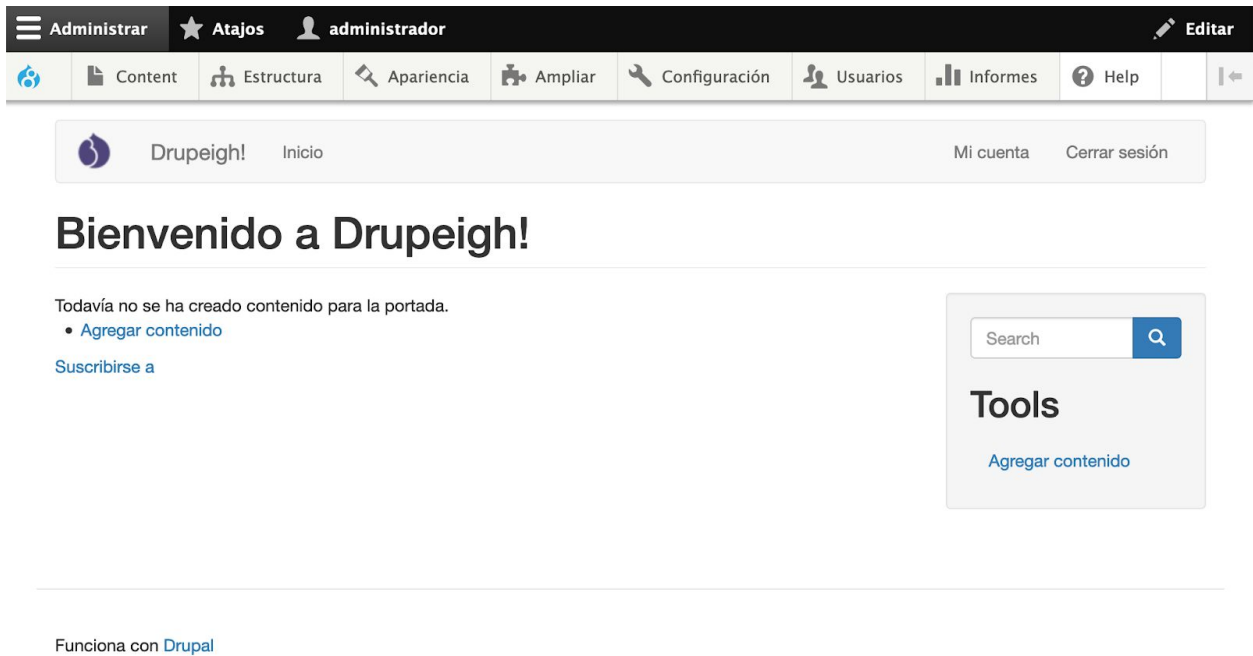 Administrar Atajos administrador Editar
Content Estructura Apariencia Ampliar Configuración Usuarios Informes Help
Drupeigh! Inicio Mi cuenta Cerrar sesión
Bienvenido a Drupeigh!
Todavía no se ha creado contenido para la portada.
Agregar contenido
Suscribirse a
Search
Tools
Agregar contenido
Funciona con Drupal